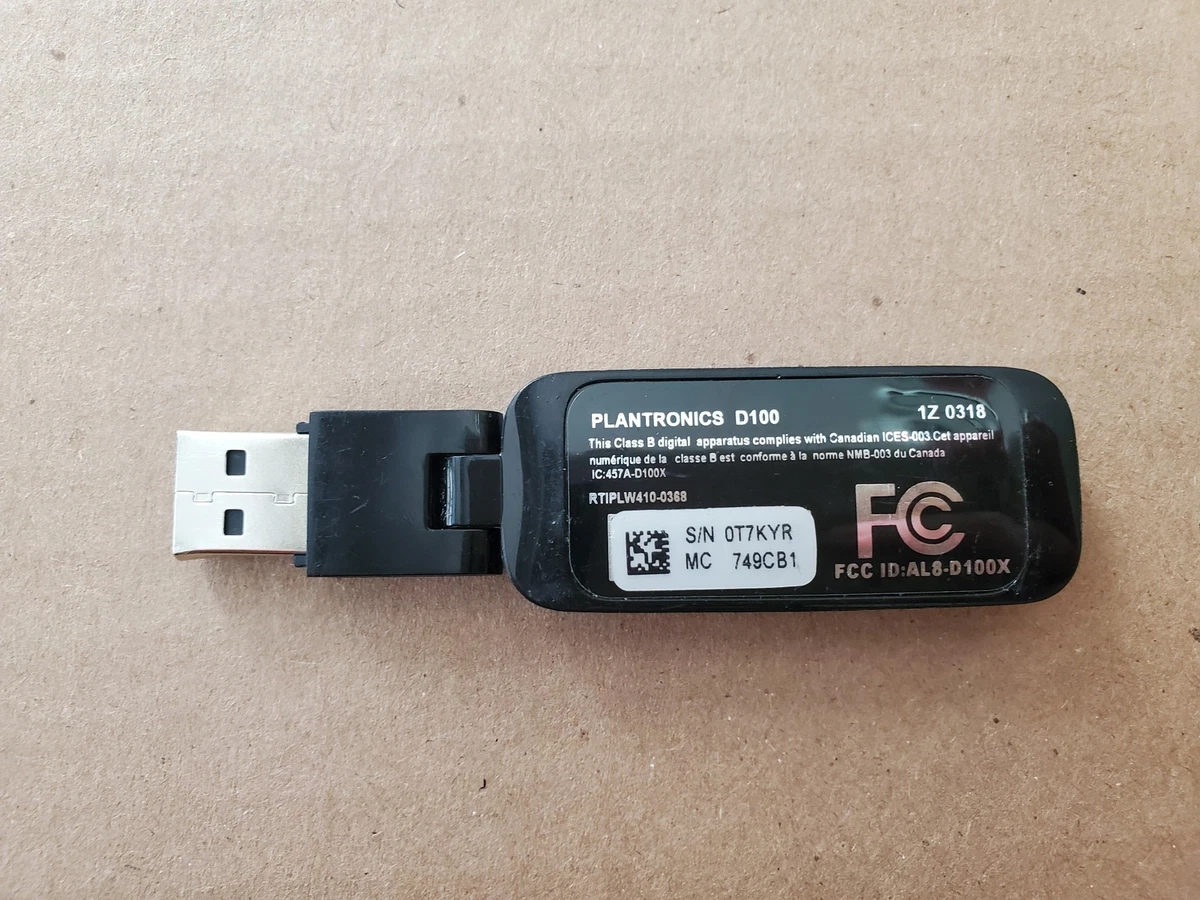 PLANTRONICS D100 1Z 0318
This Class B digital apparatus complies with Canadian ICES-003.Cet appareil
numérique de la classe B est conforme à la norme NMB-003 du Canada
IC:457A-D100X
RTIPLW410-0368
S/N 0T7KYR
MC 749CB1
FC
FCC ID:AL8-D100X